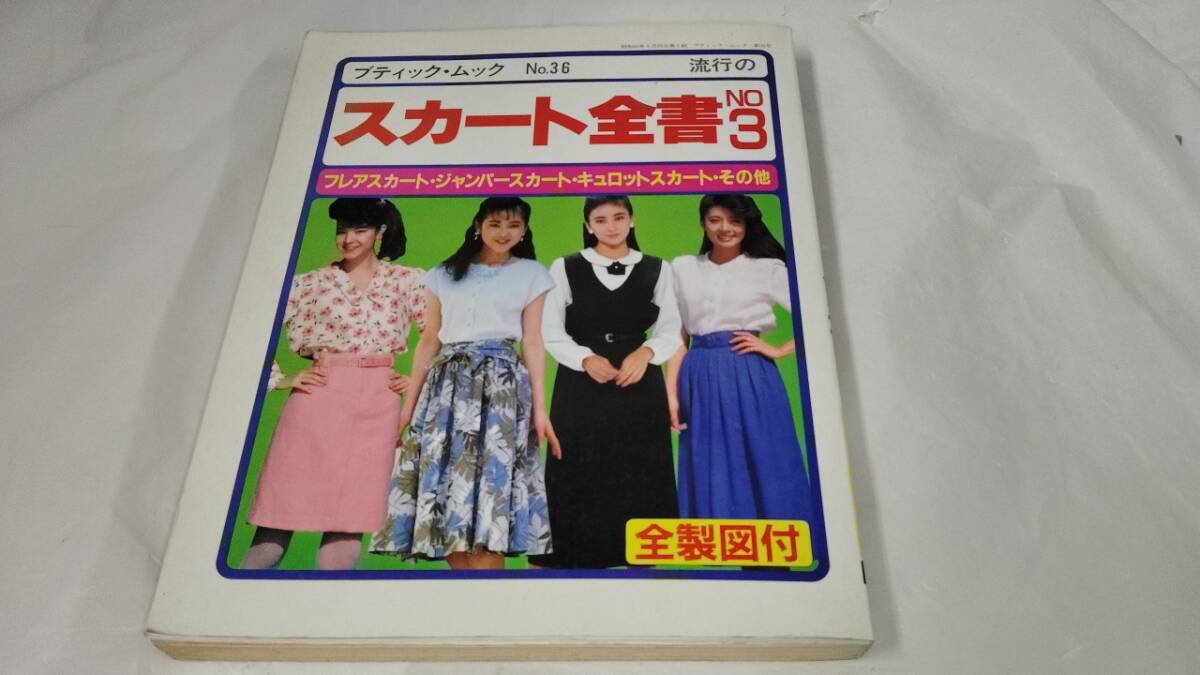 ブティック・ムック No.36 流行の
スカート全書 NO 3
フレアスカート・ジャンパースカート・キュロットスカート・その他
全製図付